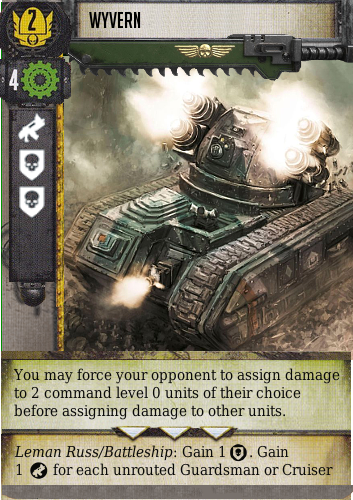 2
WYVERN
4
You may force your opponent to assign damage
to 2 command level 0 units of their choice
before assigning damage to other units.
Leman Russ/Battleship: Gain 1 . Gain
1 for each unrouted Guardsman or Cruiser